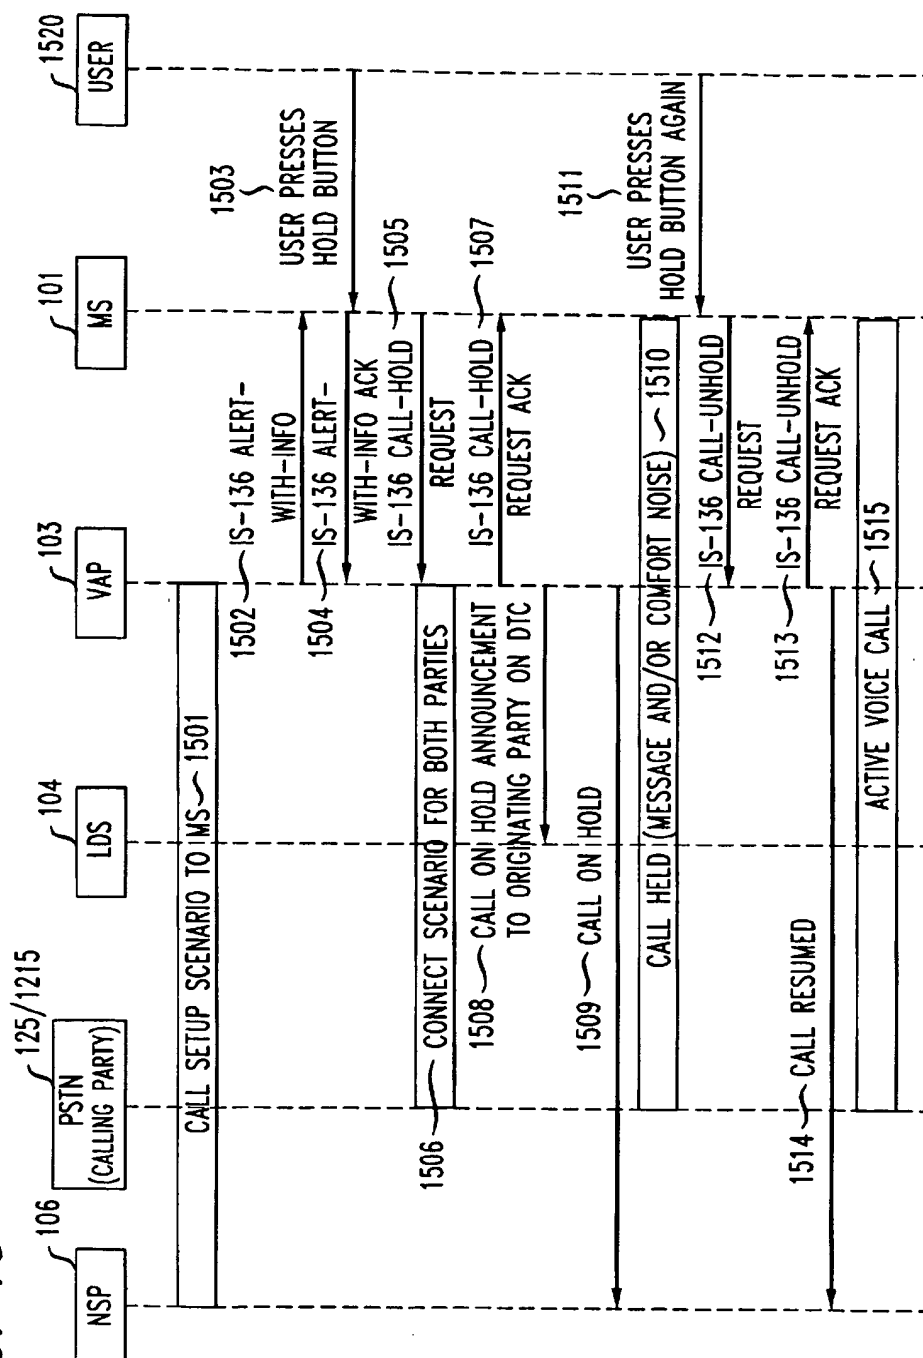 106
NSP
125/1215
PSTN
(CALLING PARTY)
104
LDS
103
VAP
101
MS
1520
USER
CALL SETUP SCENARIO TO MS 1501
1502 IS-136 ALERT-
WITH-INFO
1503
USER PRESSES
HOLD BUTTON
1504 IS-136 ALERT-
WITH-INFO ACK
IS-136 CALL-HOLD 1505
REQUEST
1506 CONNECT SCENARIO FOR BOTH PARTIES
IS-136 CALL-HOLD 1507
REQUEST ACK
1508 CALL ON HOLD ANNOUNCEMENT
TO ORIGINATING PARTY ON DTC
1509 CALL ON HOLD
CALL HELD (MESSAGE AND/OR COMFORT NOISE) 1510
1511
USER PRESSES
HOLD BUTTON AGAIN
1512 IS-136 CALL-UNHOLD
REQUEST
1513 IS-136 CALL-UNHOLD
REQUEST ACK
1514 CALL RESUMED
ACTIVE VOICE CALL 1515